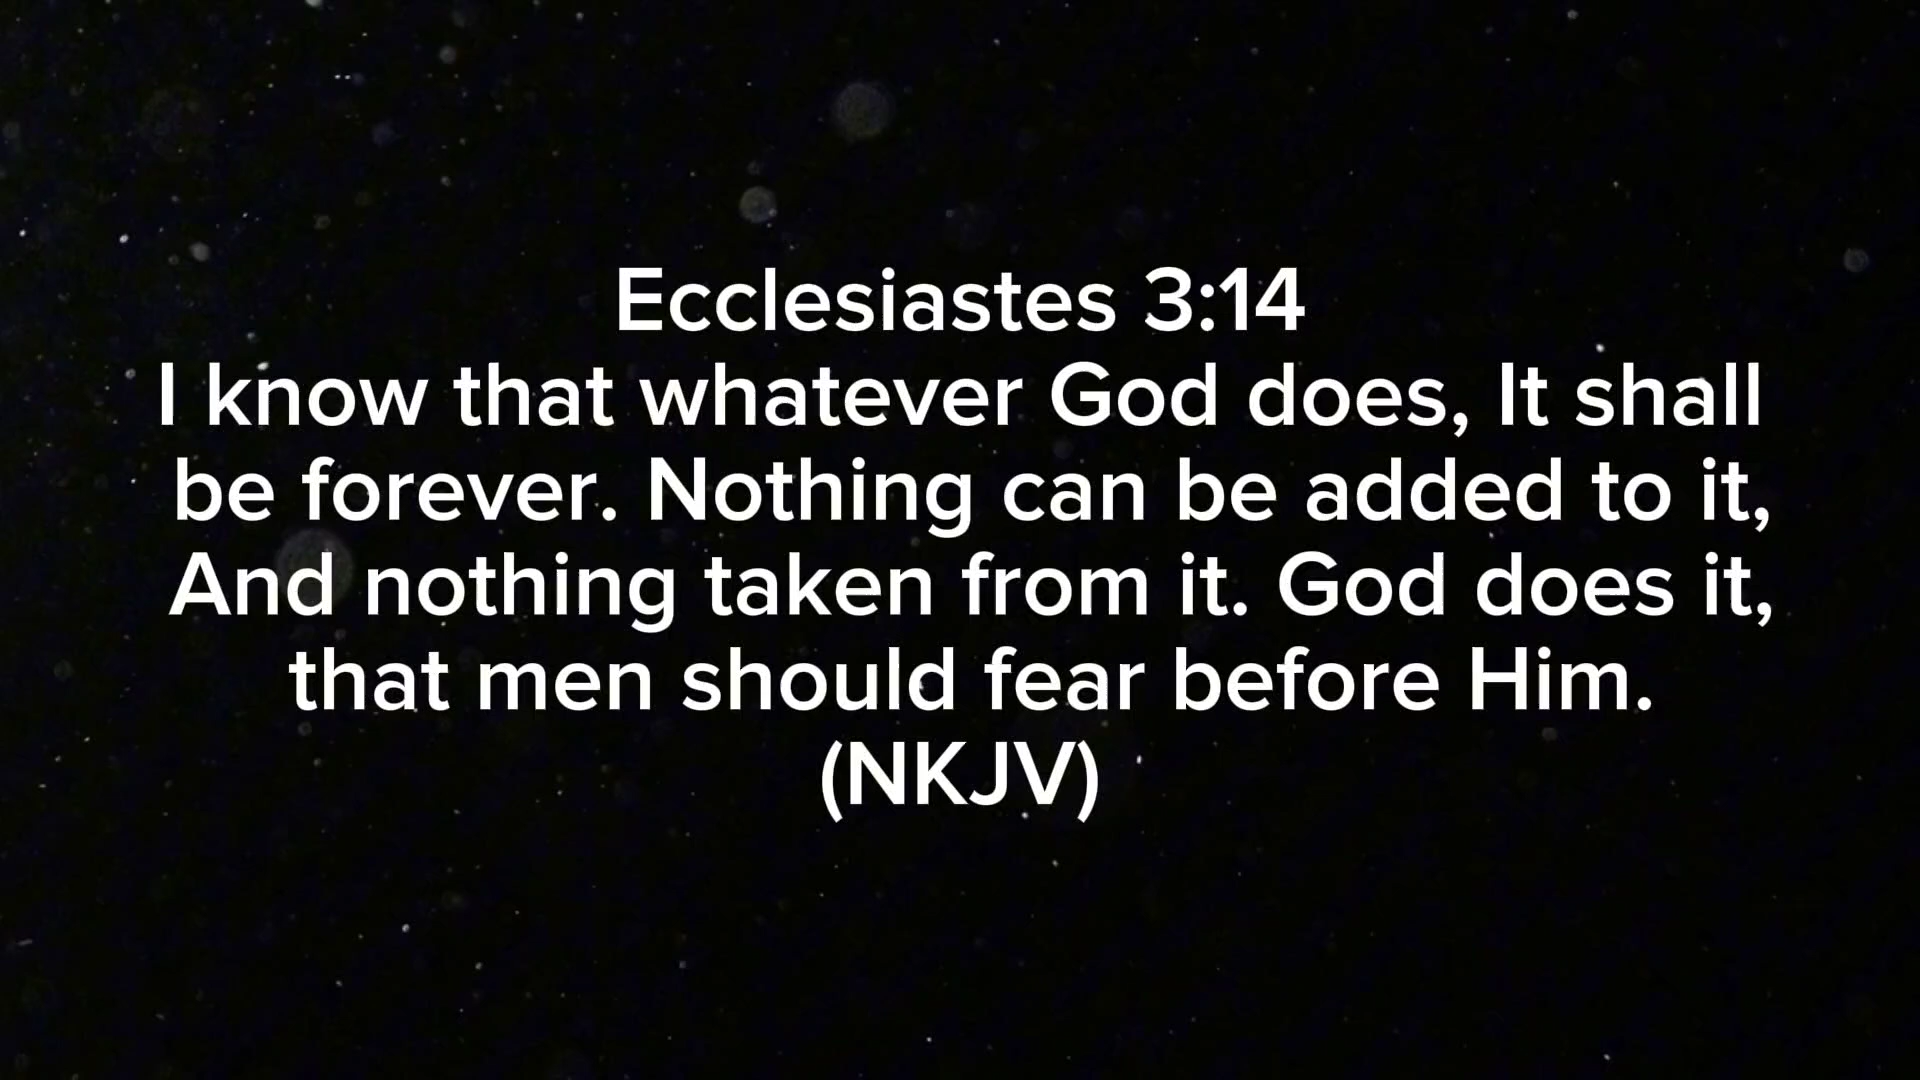 Ecclesiastes 3:14
I know that whatever God does, It shall
be forever. Nothing can be added to it,
And nothing taken from it. God does it,
that men should fear before Him.
(NKJV)